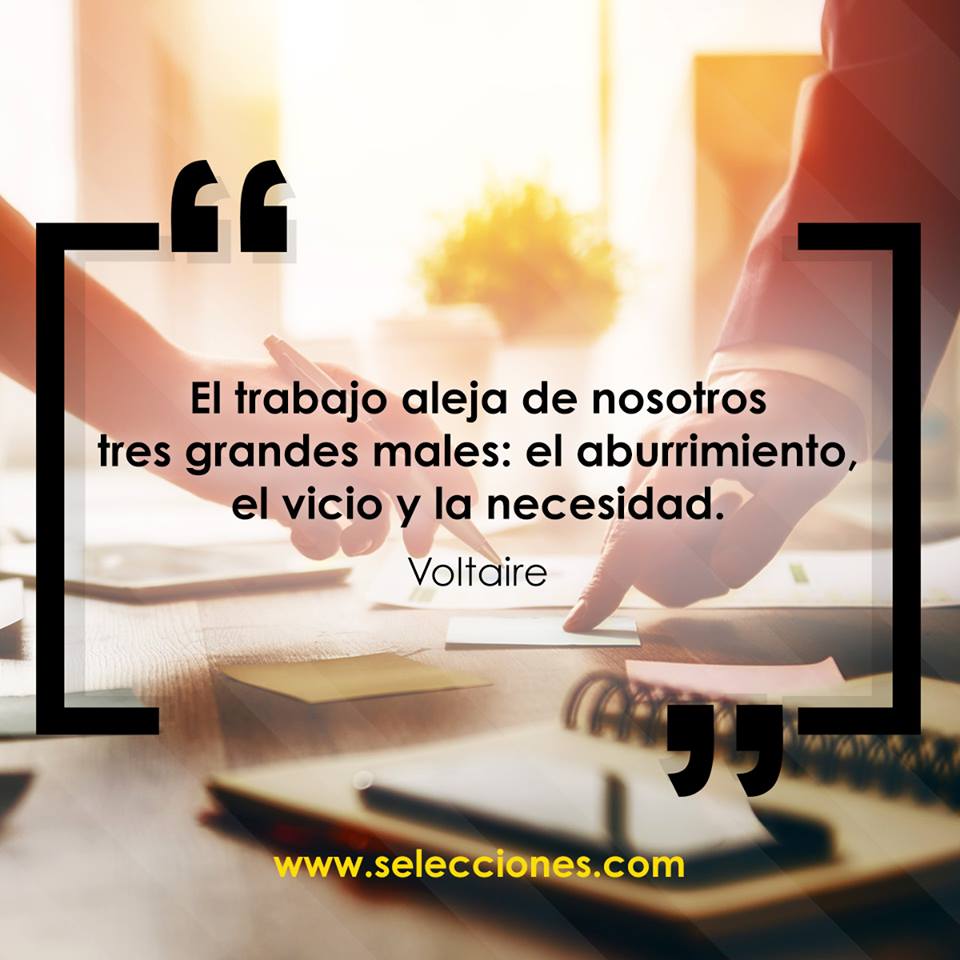 “
El trabajo aleja de nosotros
tres grandes males: el aburrimiento,
el vicio y la necesidad.
Voltaire
”
www.selecciones.com